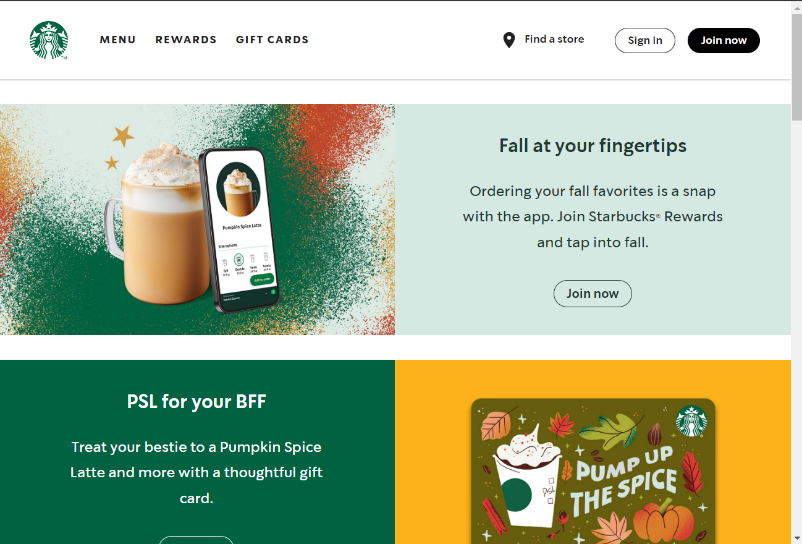 MENU REWARDS GIFT CARDS Find a store Sign in Join now
Fall at your fingertips
Ordering your fall favorites is a snap
with the app. Join Starbucks® Rewards
and tap into fall.
Join now
Pumpkin Spice Latte
PSL for your BFF
Treat your bestie to a Pumpkin Spice
Latte and more with a thoughtful gift
card.
PUMP UP
THE SPICE
PSL